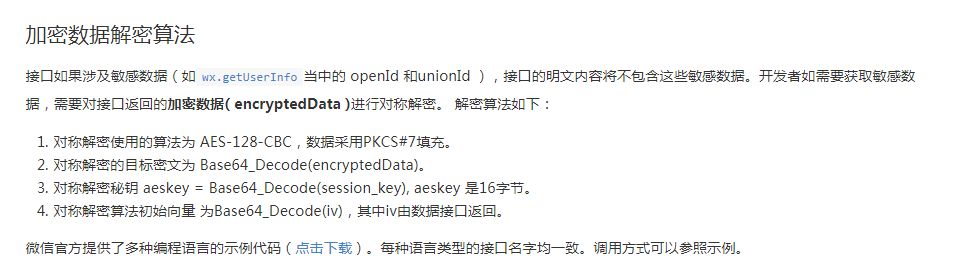 加密数据解密算法
接口如果涉及敏感数据（如 wx.getUserInfo 当中的 openId 和unionId ），接口的明文内容将不包含这些敏感数据。开发者如需要获取敏感数
据，需要对接口返回的加密数据( encryptedData )进行对称解密。 解密算法如下：
1. 对称解密使用的算法为 AES-128-CBC，数据采用PKCS#7填充。
2. 对称解密的目标密文为 Base64_Decode(encryptedData)。
3. 对称解密秘钥 aeskey = Base64_Decode(session_key), aeskey 是16字节。
4. 对称解密算法初始向量 为Base64_Decode(iv)，其中iv由数据接口返回。
微信官方提供了多种编程语言的示例代码（点击下载）。每种语言类型的接口名字均一致。调用方式可以参照示例。